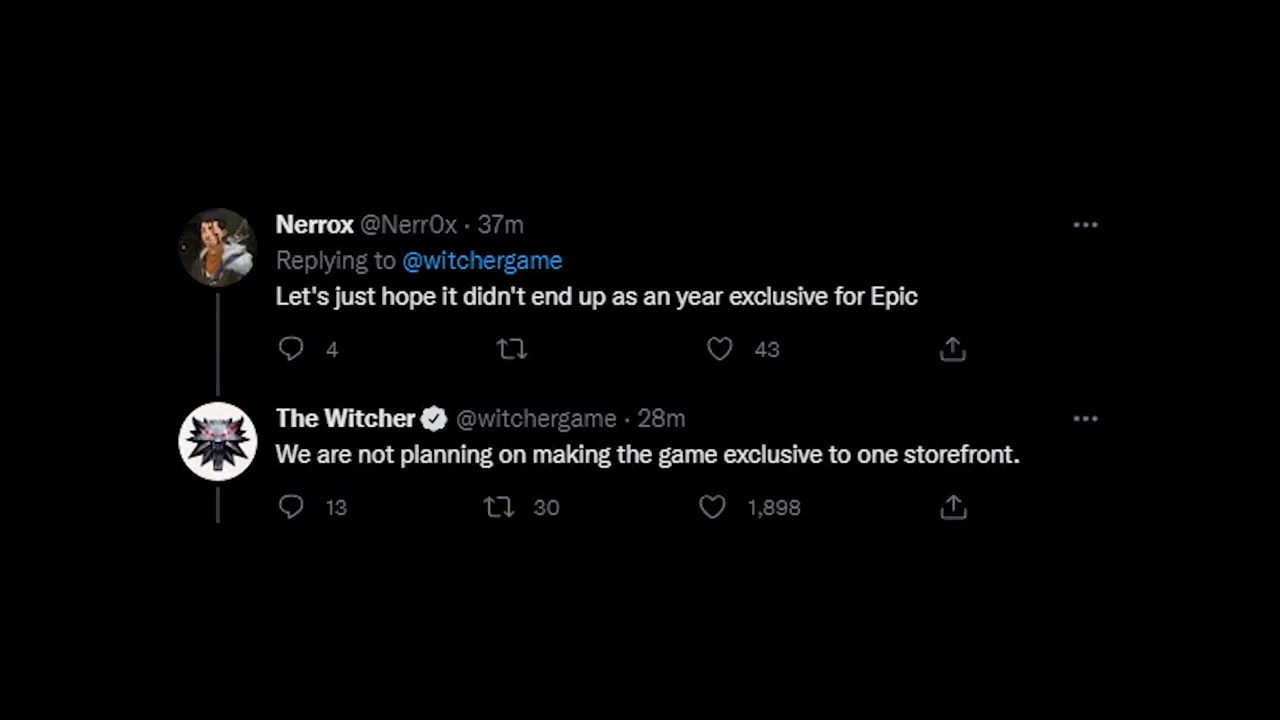 Nerrox @Nerr0x · 37m
Replying to @witchergame
Let's just hope it didn't end up as an year exclusive for Epic
4 43
The Witcher @witchergame · 28m
We are not planning on making the game exclusive to one storefront.
13 30 1,898